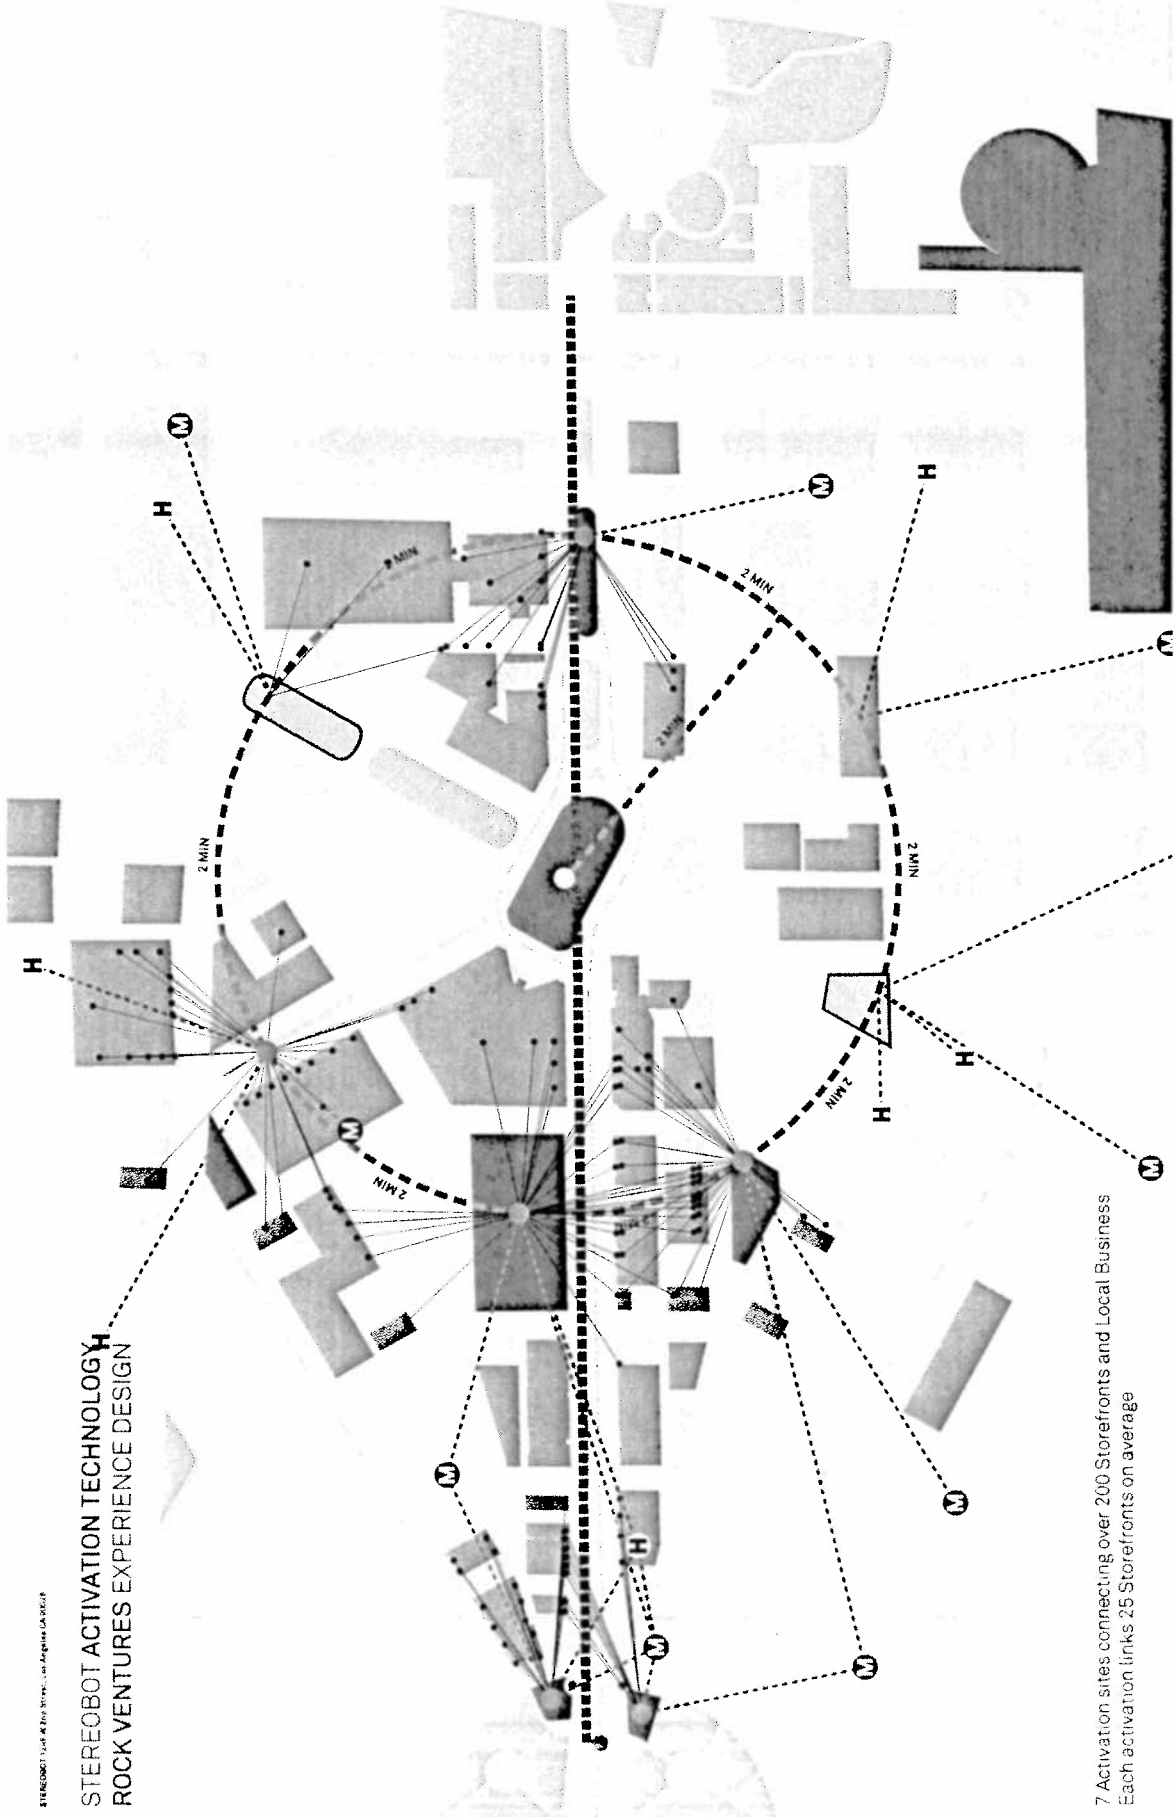 STEREOBOT ACTIVATION TECHNOLOGY
ROCK VENTURES EXPERIENCE DESIGN
H
M
H
2 MIN
2 MIN
H
H
M
2 MIN
M
H
M
M
2 MIN
2 MIN
M
H
2 MIN
2 MIN
H
H
M
M
M
M
7 Activation sites connecting over 200 Storefronts and Local Business
Each activation links 25 Storefronts on average